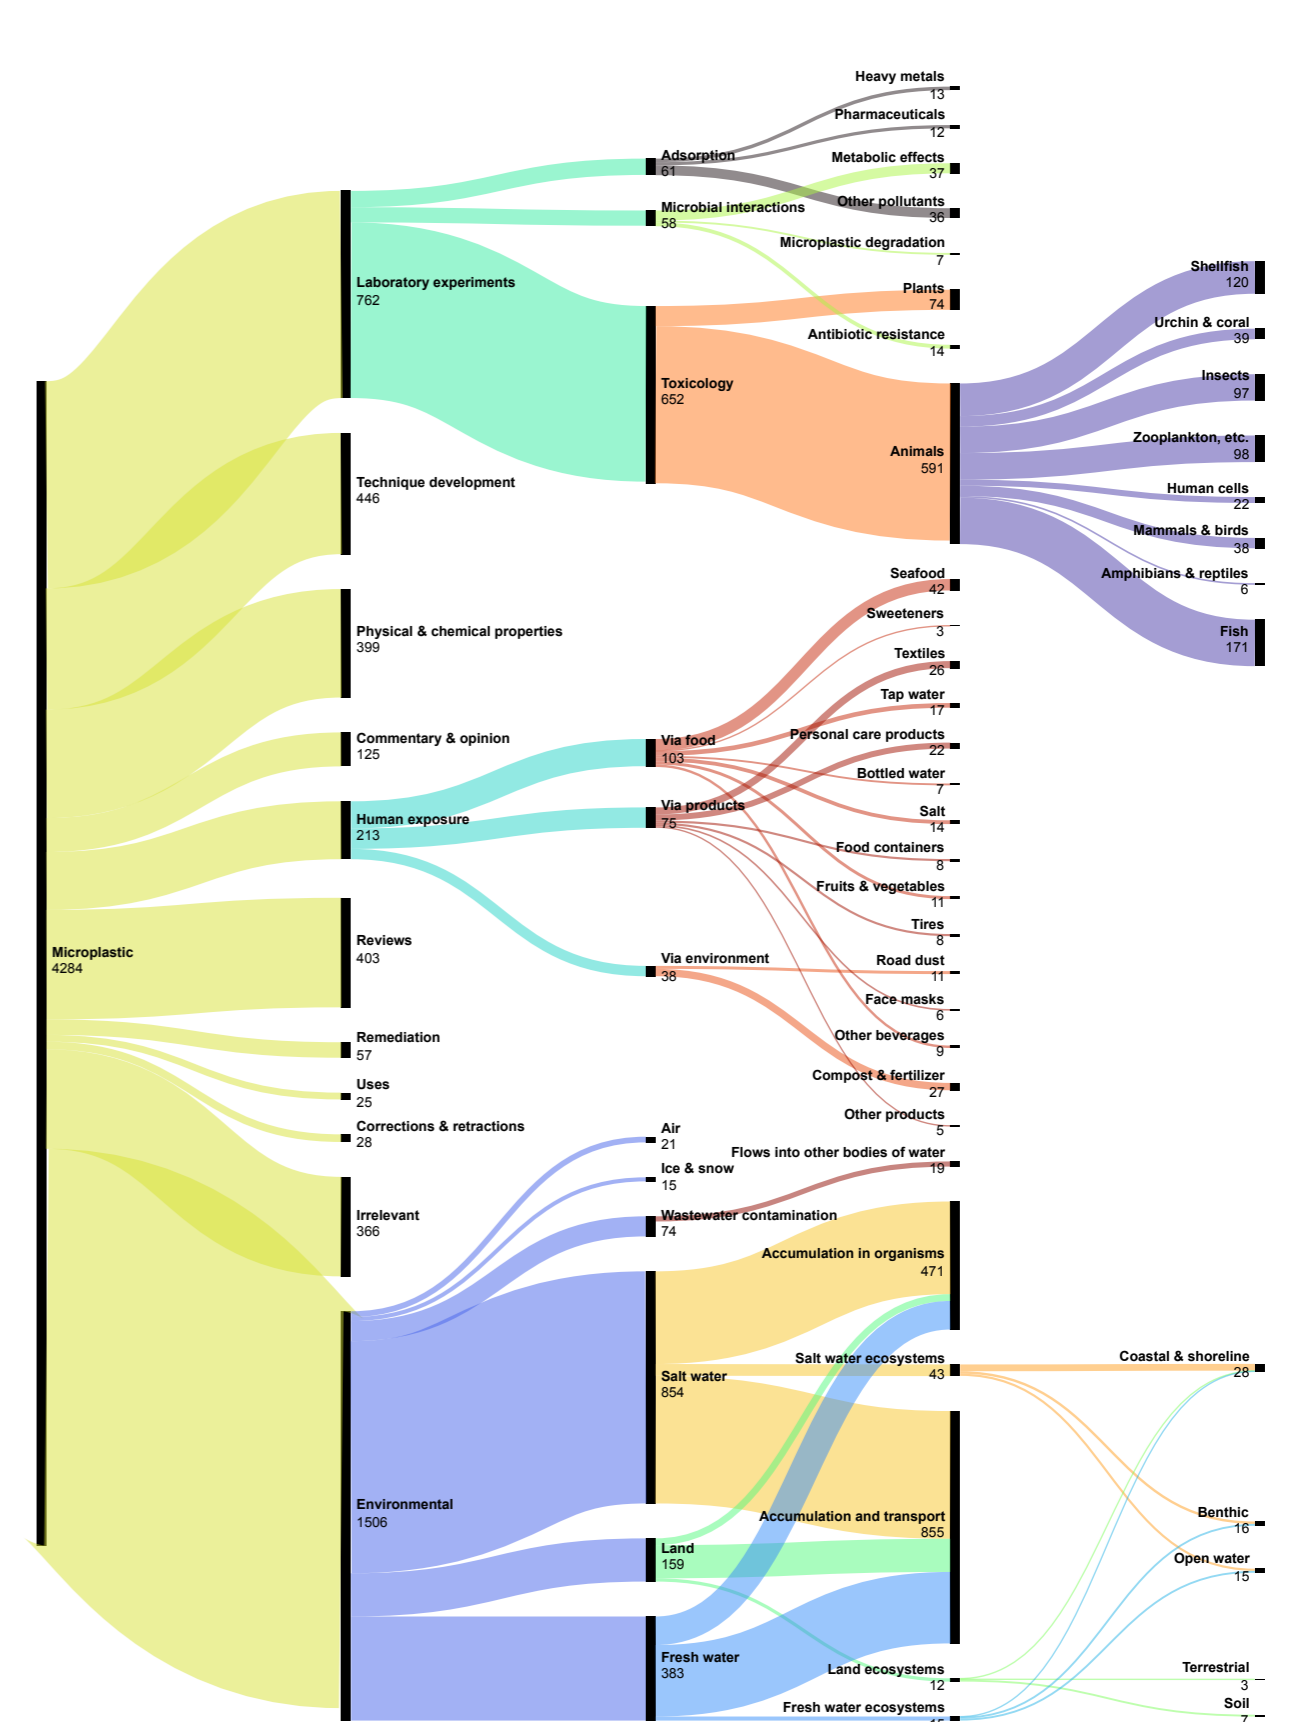 Microplastic
4284
Laboratory experiments
762
Technique development
446
Physical & chemical properties
399
Commentary & opinion
125
Human exposure
213
Reviews
403
Remediation
57
Uses
25
Corrections & retractions
28
Irrelevant
366
Environmental
1506
Adsorption
61
Microbial interactions
58
Toxicology
652
Via food
103
Via products
75
Via environment
38
Air
21
Ice & snow
15
Wastewater contamination
74
Salt water
854
Land
159
Fresh water
383
Heavy metals
13
Pharmaceuticals
12
Metabolic effects
37
Other pollutants
36
Microplastic degradation
7
Plants
74
Antibiotic resistance
14
Animals
591
Seafood
42
Sweeteners
3
Textiles
26
Tap water
17
Personal care products
22
Bottled water
7
Salt
14
Food containers
8
Fruits & vegetables
11
Tires
8
Road dust
11
Face masks
6
Other beverages
9
Compost & fertilizer
27
Other products
5
Flows into other bodies of water
19
Accumulation in organisms
471
Salt water ecosystems
43
Accumulation and transport
855
Land ecosystems
12
Fresh water ecosystems
15
Shellfish
120
Urchin & coral
39
Insects
97
Zooplankton, etc.
98
Human cells
22
Mammals & birds
38
Amphibians & reptiles
6
Fish
171
Coastal & shoreline
28
Benthic
16
Open water
15
Terrestrial
3
Soil
7